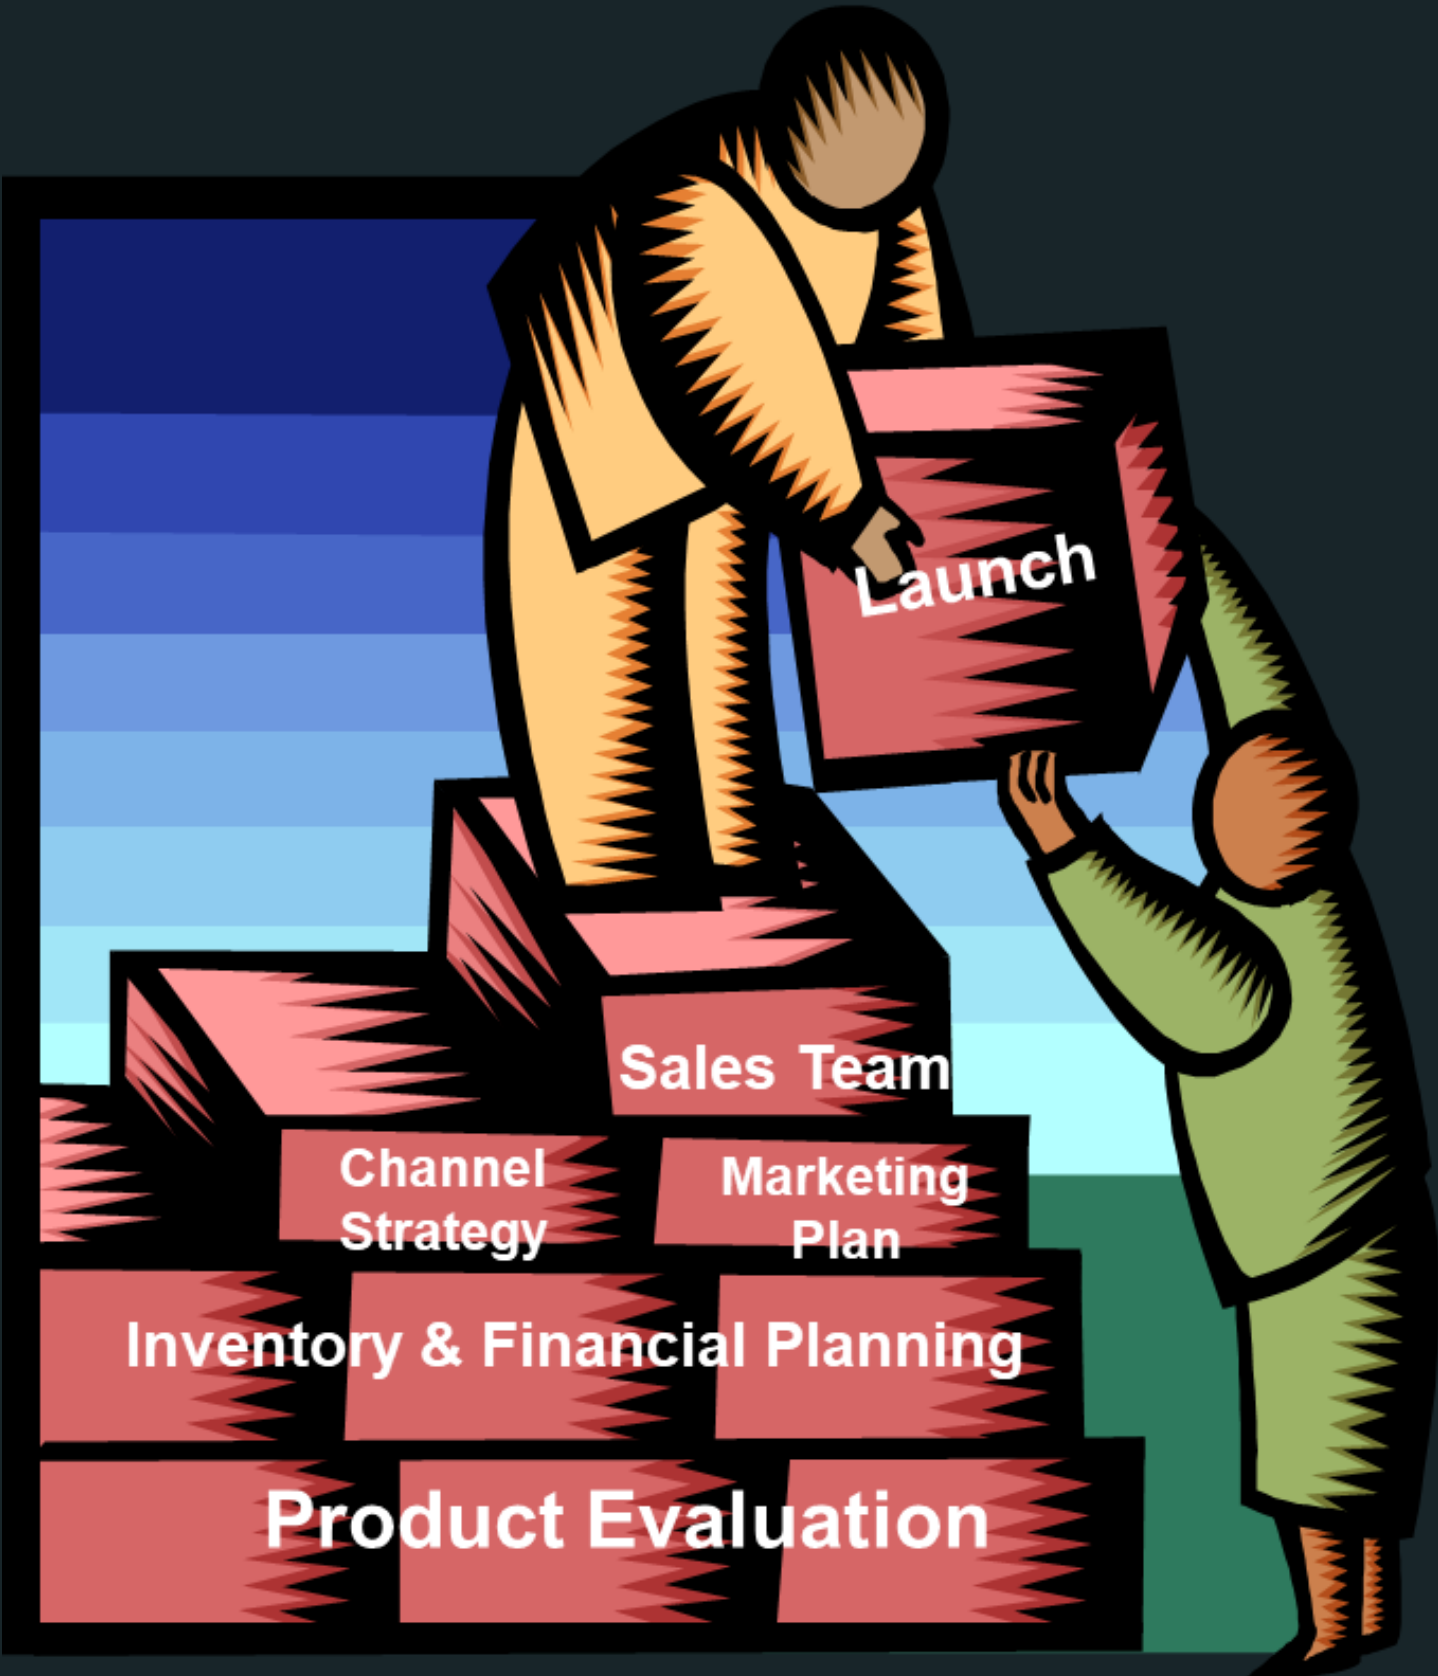 Launch
Sales Team
Channel
Strategy
Marketing
Plan
Inventory & Financial Planning
Product Evaluation